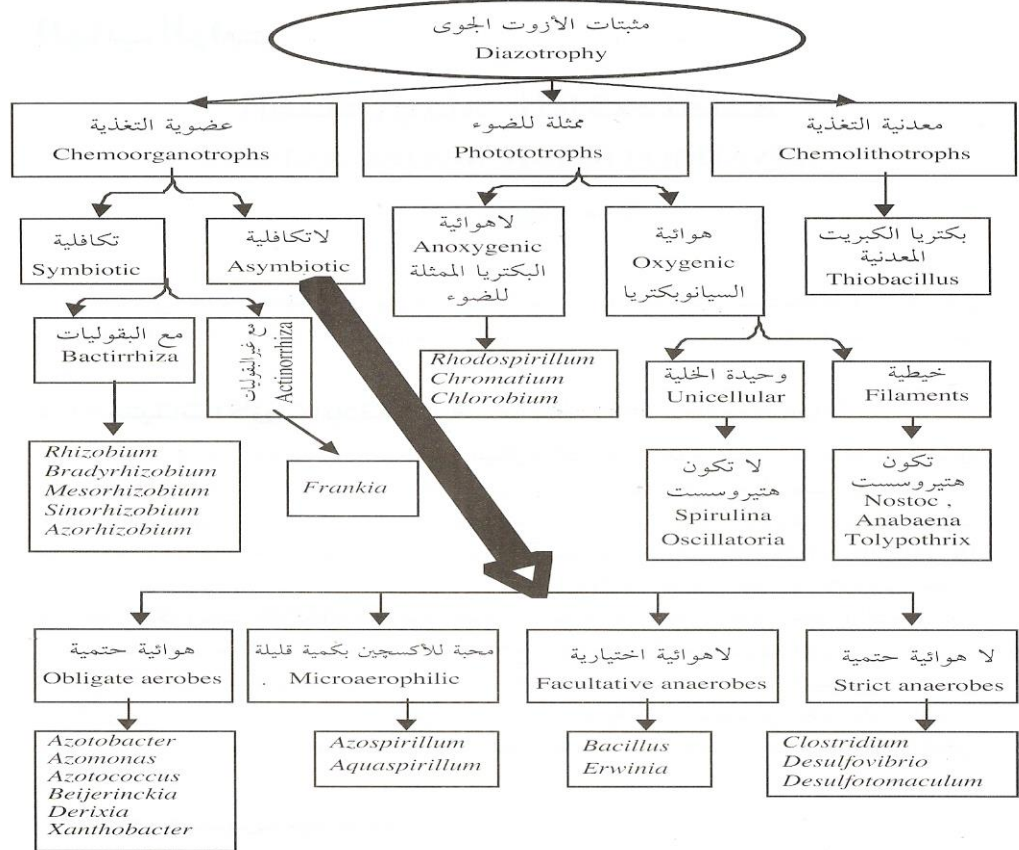 مثبتات الأزوت الجوى
Diazotrophy
عضوية التغذية
Chemoorganotrophs
ممثلة للضوء
Photototrophs
معدنية التغذية
Chemolithotrophs
تكافلية
Symbiotic
لاتكافلية
Asymbiotic
لاهوائية
Anoxygenic
البكتريا الممثلة
للضوء
هوائية
Oxygenic
السيانوبكتريا
بكتريا الكبريت
المعدنية
Thiobacillus
مع البقوليات
Bactirrhiza
مع غيرالبقوليات
Actinorrhiza
Rhodospirillum
Chromatium
Chlorobium
وحيدة الخلية
Unicellular
خيطية
Filaments
Rhizobium
Bradyrhizobium
Mesorhizobium
Sinorhizobium
Azorhizobium
Frankia
لا تكون
هتيروسست
Spirulina
Oscillatoria
تكون
هتيروسست
Nostoc ,
Anabaena
Tolypothrix
هوائية حتمية
Obligate aerobes
محبة للأكسجين بكمية قليلة
Microaerophilic
لاهوائية اختيارية
Facultative anaerobes
لا هوائية حتمية
Strict anaerobes
Azotobacter
Azomonas
Azotococcus
Beijerinckia
Derixia
Xanthobacter
Azospirillum
Aquaspirillum
Bacillus
Erwinia
Clostridium
Desulfovibrio
Desulfotomaculum